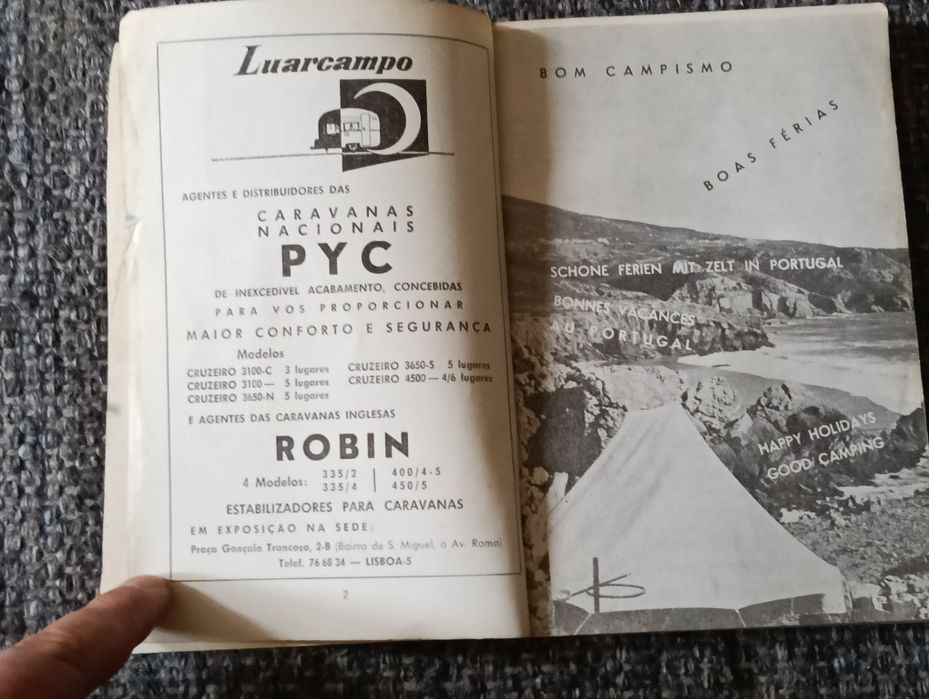 Luarcampo
AGENTES E DISTRIBUIDORES DAS
CARAVANAS
NACIONAIS
PYC
DE INEXCEDÍVEL ACABAMENTO, CONCEBIDAS
PARA VOS PROPORCIONAR
MAIOR CONFORTO E SEGURANÇA
Modelos
CRUZEIRO 3100-C 3 lugares
CRUZEIRO 3100 — 5 lugares
CRUZEIRO 3650-N 5 lugares
CRUZEIRO 3650-S 5 lugares
CRUZEIRO 4500 — 4/6 lugares
E AGENTES DAS CARAVANAS INGLESAS
ROBIN
4 Modelos: 335/2 | 400/4-5
335/4 | 450/5
ESTABILIZADORES PARA CARAVANAS
EM EXPOSIÇÃO NA SEDE:
Praça Gonçalo Trancoso, 2-B (Bairro de S. Miguel, à Av. Roma)
Telef. 76 68 34 — LISBOA-5
2
BOM CAMPISMO
BOAS FÉRIAS
SCHONE FERIEN MIT ZELT IN PORTUGAL
BONNES VACANCES
AU PORTUGAL
HAPPY HOLIDAYS
GOOD CAMPING